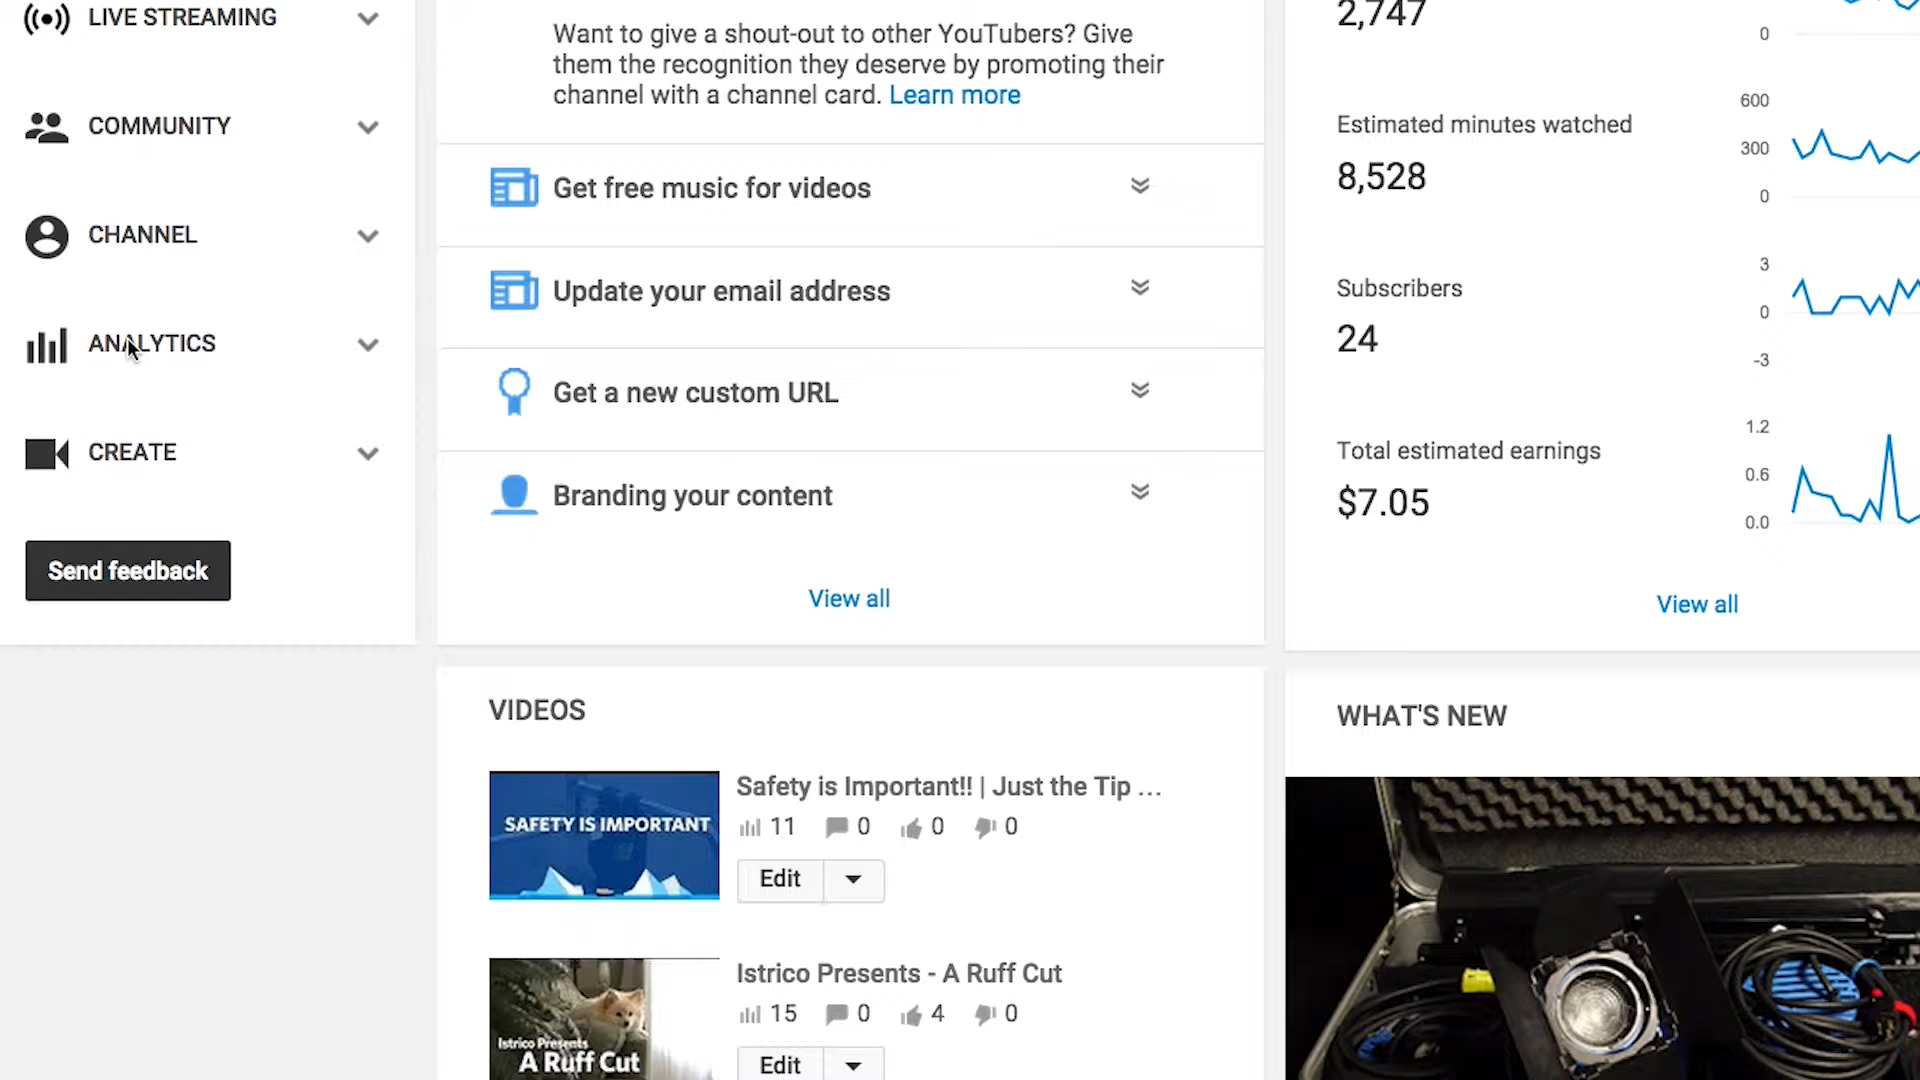 LIVE STREAMING
COMMUNITY
CHANNEL
ANALYTICS
CREATE
Send feedback
Want to give a shout-out to other YouTubers? Give
them the recognition they deserve by promoting their
channel with a channel card. Learn more
Get free music for videos
Update your email address
Get a new custom URL
Branding your content
View all
2,747
0
Estimated minutes watched
8,528
600
300
0
Subscribers
24
3
0
-3
Total estimated earnings
$7.05
1.2
0.6
0.0
View all
VIDEOS
SAFETY IS IMPORTANT
Safety is Important!! | Just the Tip ...
11 0 0 0
Edit
Istrico Presents
A Ruff Cut
Istrico Presents - A Ruff Cut
15 0 4 0
Edit
WHAT'S NEW